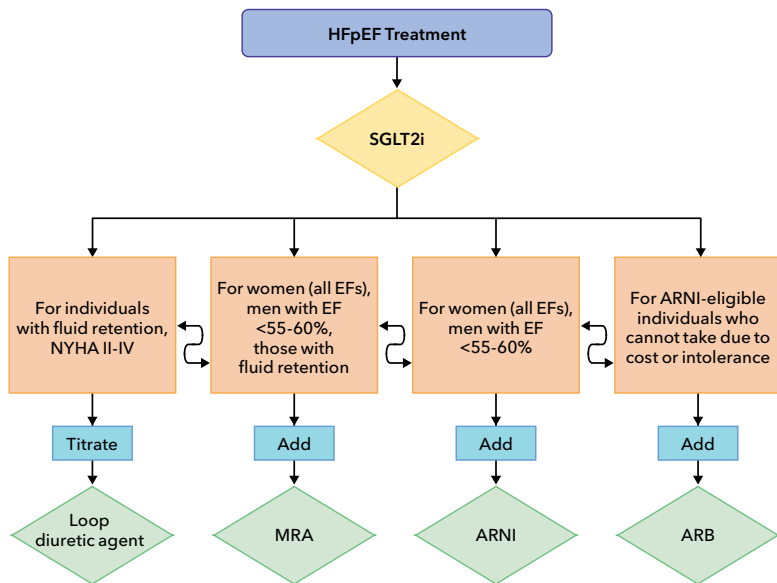 HFpEF Treatment
SGLT2i
For individuals
with fluid retention,
NYHA II-IV
For women (all EFs),
men with EF
<55-60%,
those with
fluid retention
For women (all EFs),
men with EF
<55-60%
For ARNI-eligible
individuals who
cannot take due to
cost or intolerance
Titrate
Add
Add
Add
Loop
diuretic agent
MRA
ARNI
ARB